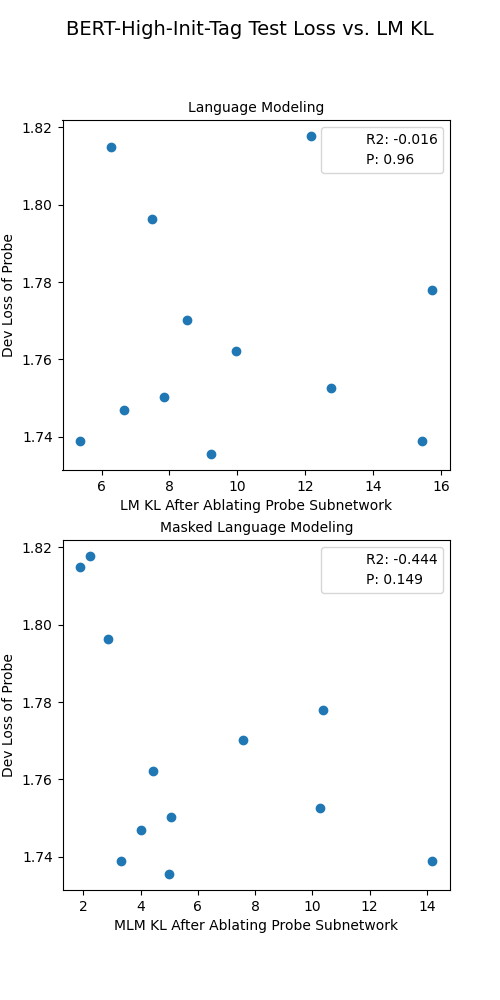 BERT-High-Init-Tag Test Loss vs. LM KL
Language Modeling
R2: -0.016
P: 0.96
1.82
1.80
1.78
1.76
1.74
Dev Loss of Probe
6 8 10 12 14 16
LM KL After Ablating Probe Subnetwork
Masked Language Modeling
R2: -0.444
P: 0.149
1.82
1.80
1.78
1.76
1.74
Dev Loss of Probe
2 4 6 8 10 12 14
MLM KL After Ablating Probe Subnetwork